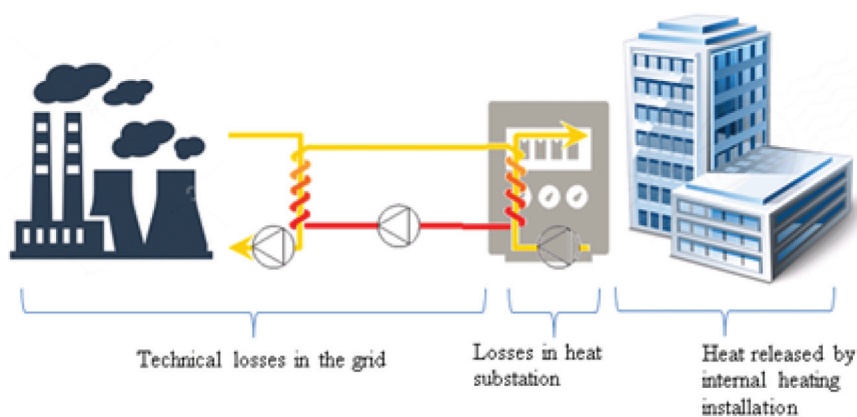 Technical losses in the grid
Losses in heat
substation
Heat released by
internal heating
installation